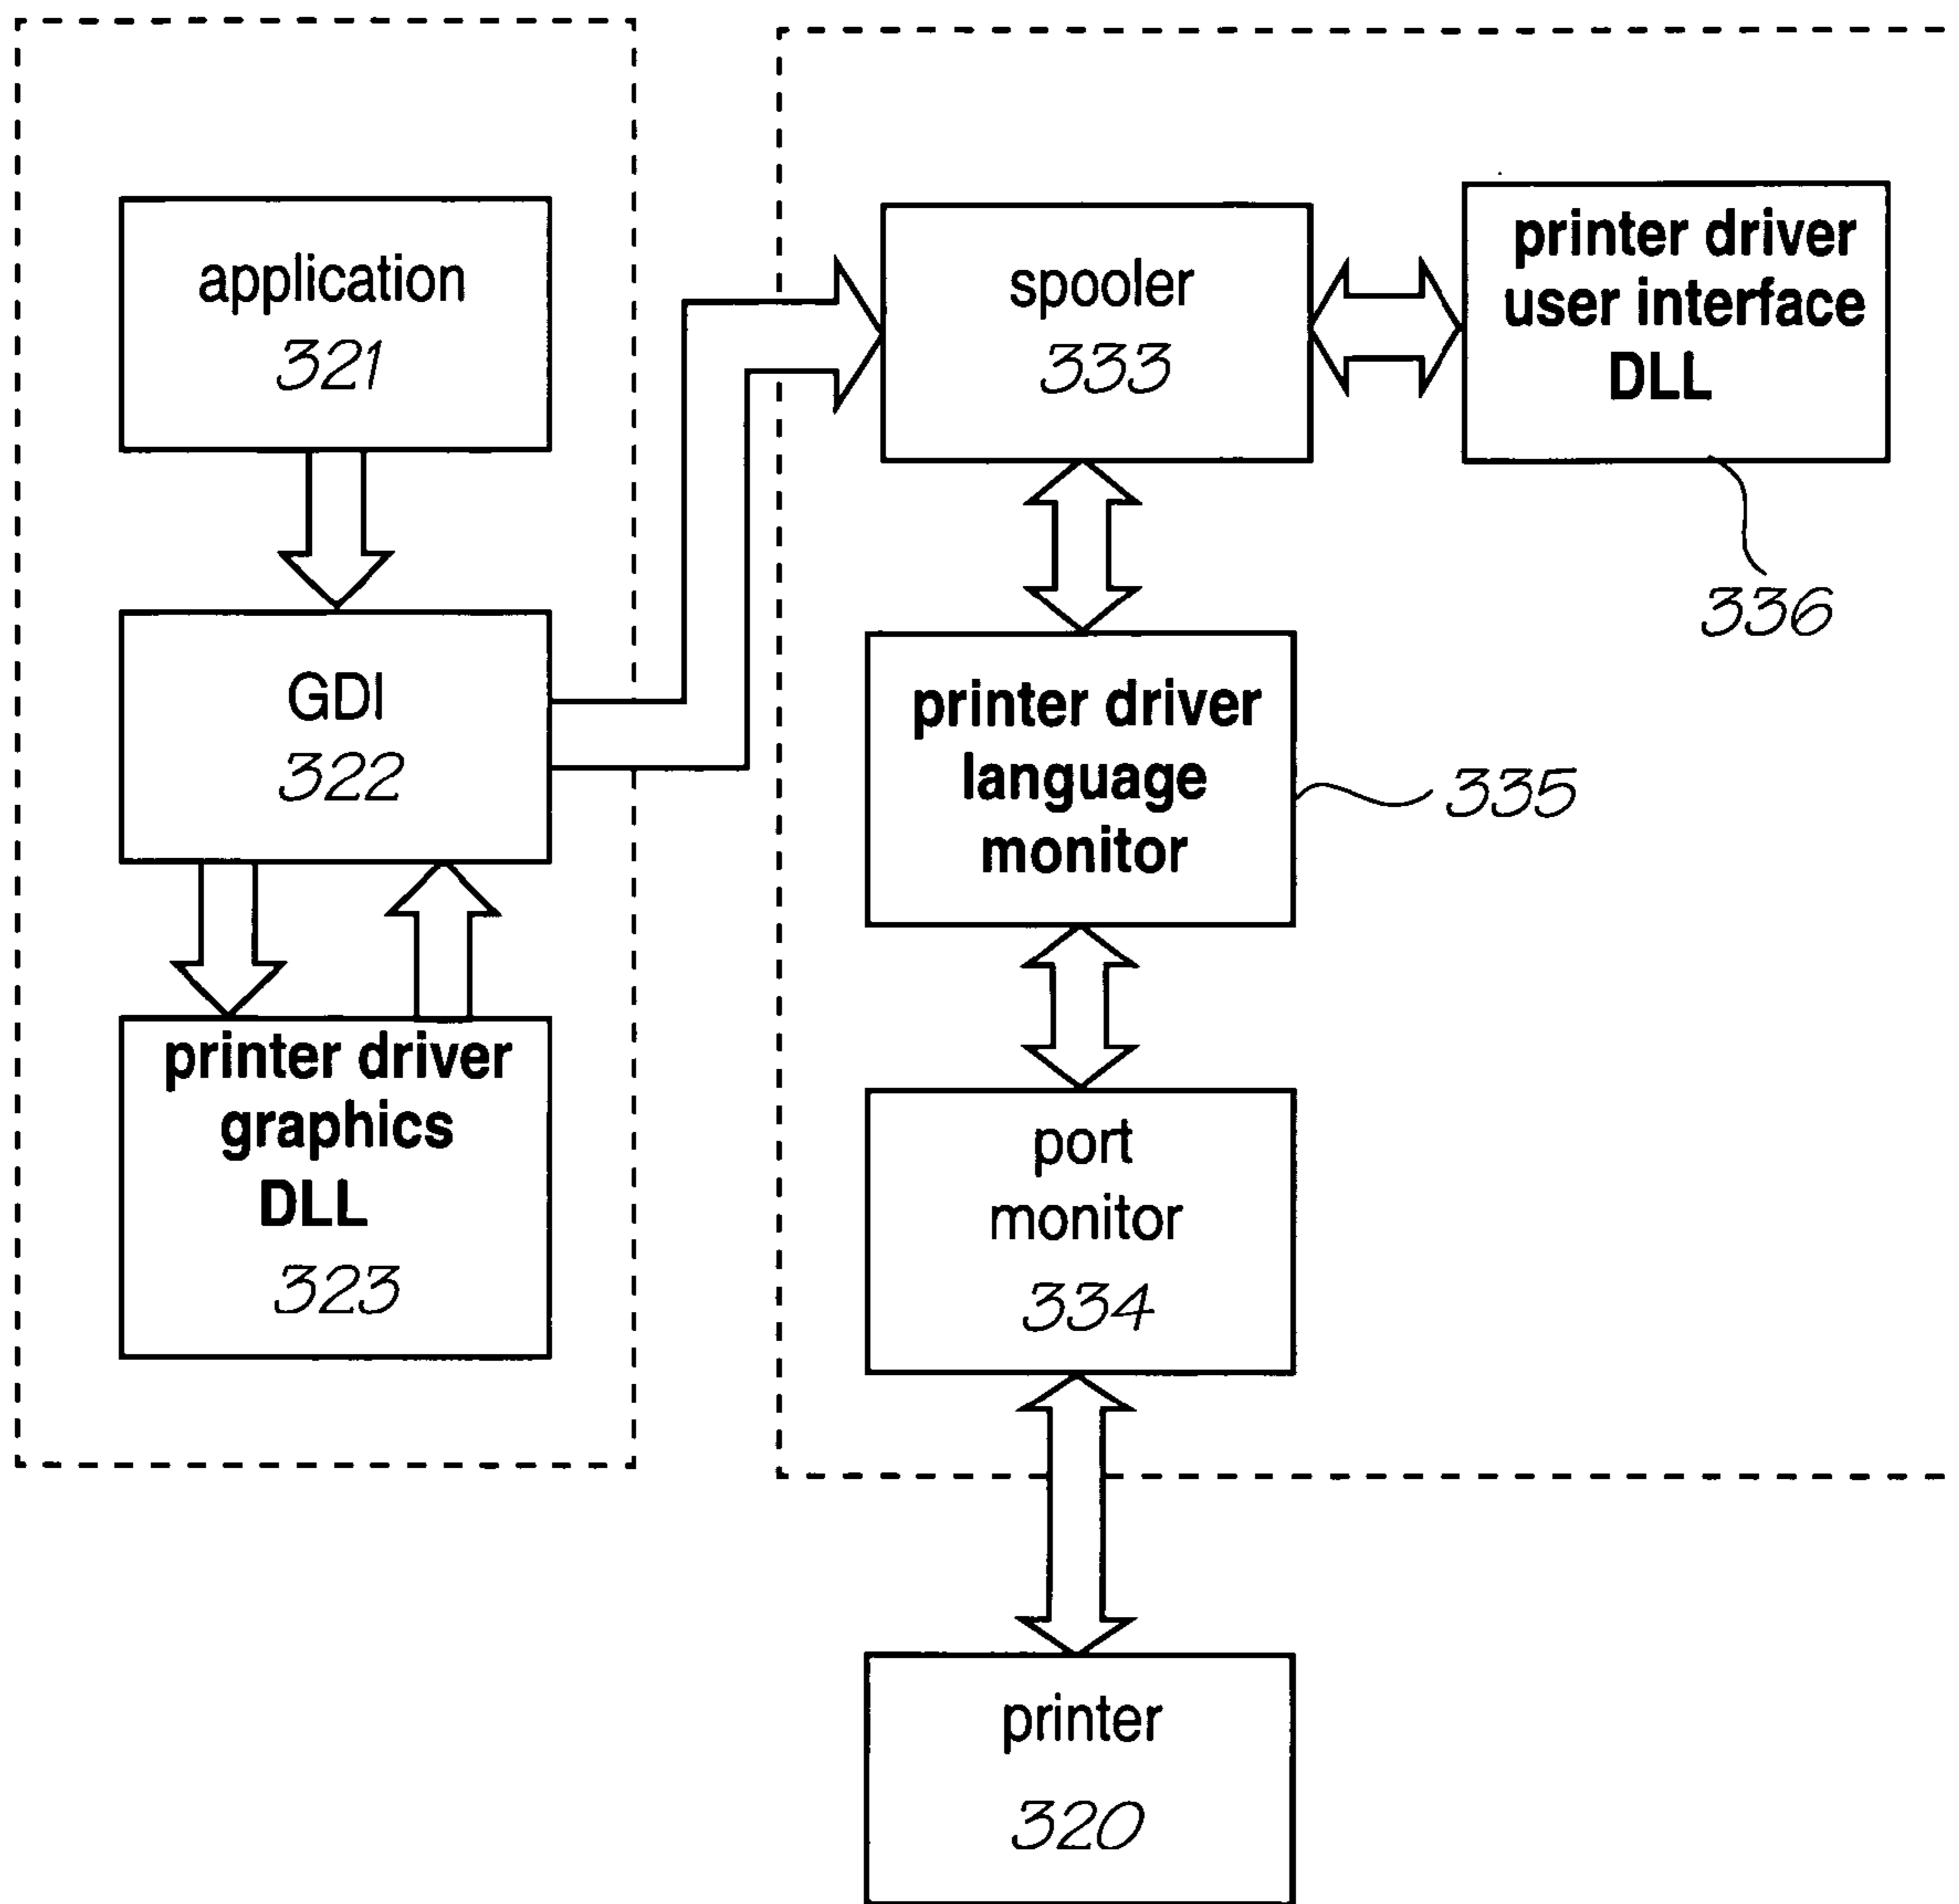 application
321
GDI
322
printer driver
graphics
DLL
323
spooler
333
printer driver
user interface
DLL
336
printer driver
language
monitor
335
port
monitor
334
printer
320